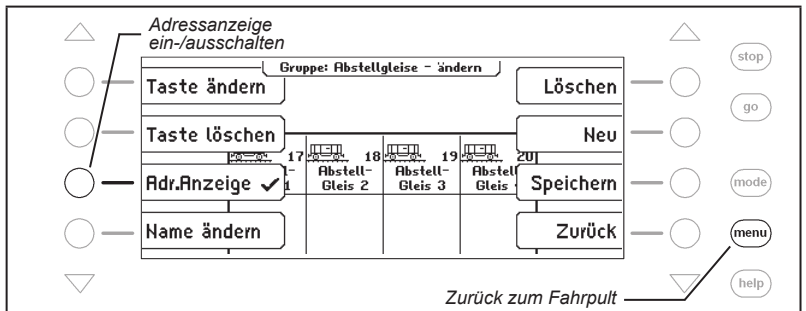 Adressanzeige
ein-/ausschalten
Gruppe: Abstellgleise - ändern
Taste ändern
Löschen
Taste löschen
Neu
17
18
19
20
Adr.Anzeige ✓
1
Abstell-
Gleis 2
Abstell-
Gleis 3
Abstell
Gleis
Speichern
Name ändern
Zurück
stop
go
mode
menu
help
Zurück zum Fahrpult